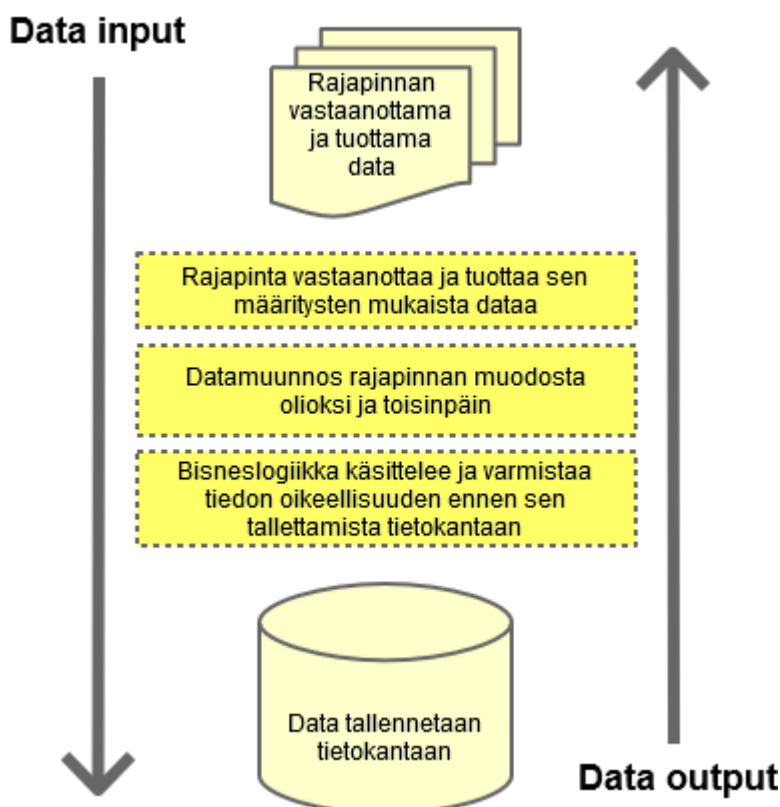 Data input
Rajapinnan
vastaanottama
ja tuottama
data
Rajapinta vastaanottaa ja tuottaa sen
määritysten mukaista dataa
Datamuunnos rajapinnan muodosta
olioksi ja toisinpäin
Bisneslogiikka käsittelee ja varmistaa
tiedon oikeellisuuden ennen sen
tallettamista tietokantaan
Data tallennetaan
tietokantaan
Data output